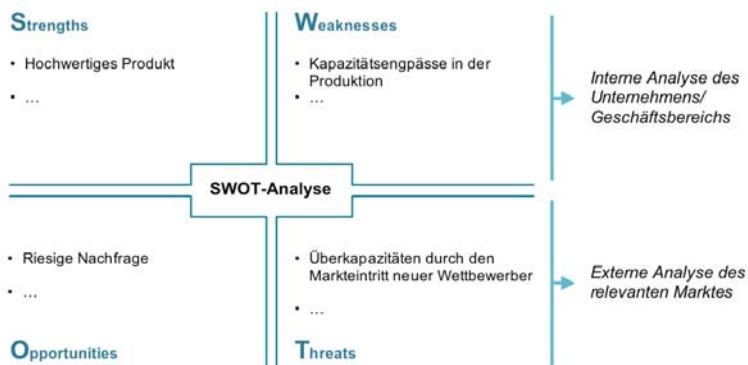 Strengths
• Hochwertiges Produkt
• ...
Weaknesses
• Kapazitätsengpässe in der
Produktion
• ...
Interne Analyse des
Unternehmens/
Geschäftsbereichs
SWOT-Analyse
• Riesige Nachfrage
• ...
Opportunities
• Überkapazitäten durch den
Markteintritt neuer Wettbewerber
• ...
Threats
Externe Analyse des
relevanten Marktes